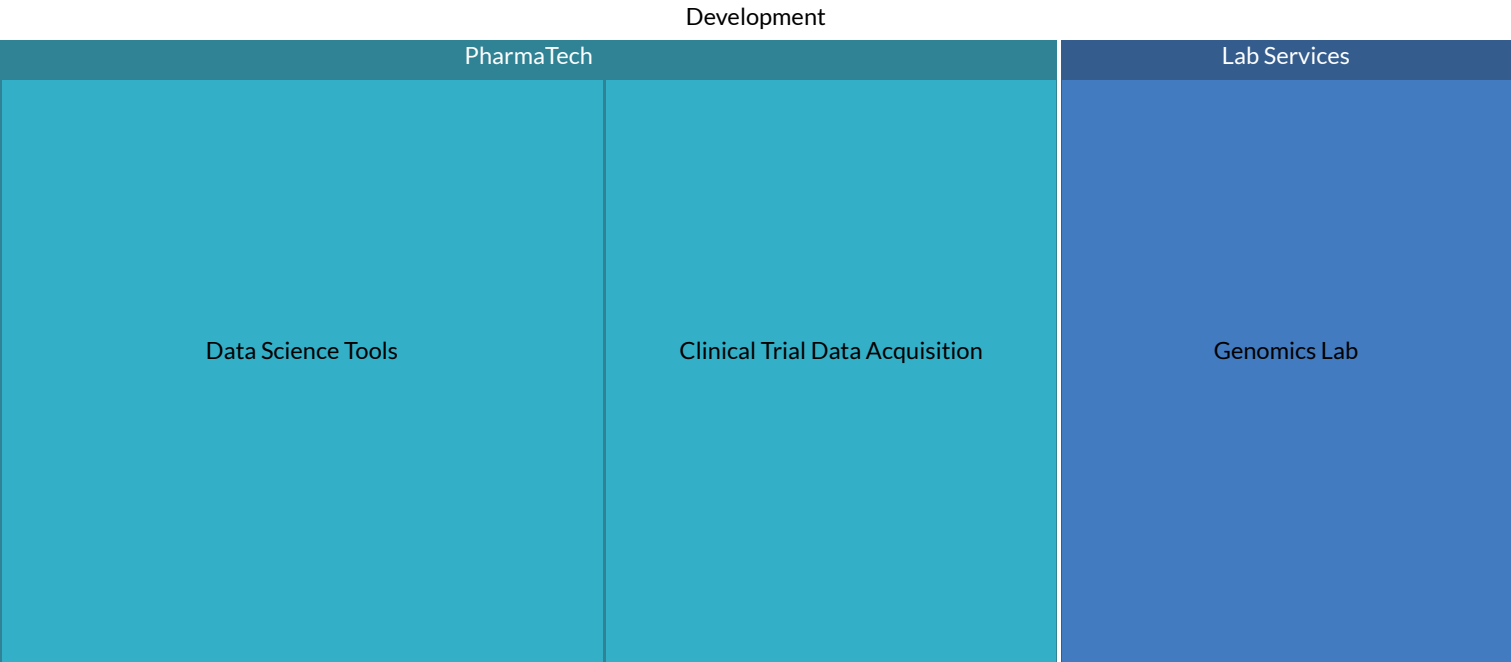 Development
PharmaTech
Lab Services
Data Science Tools
Clinical Trial Data Acquisition
Genomics Lab